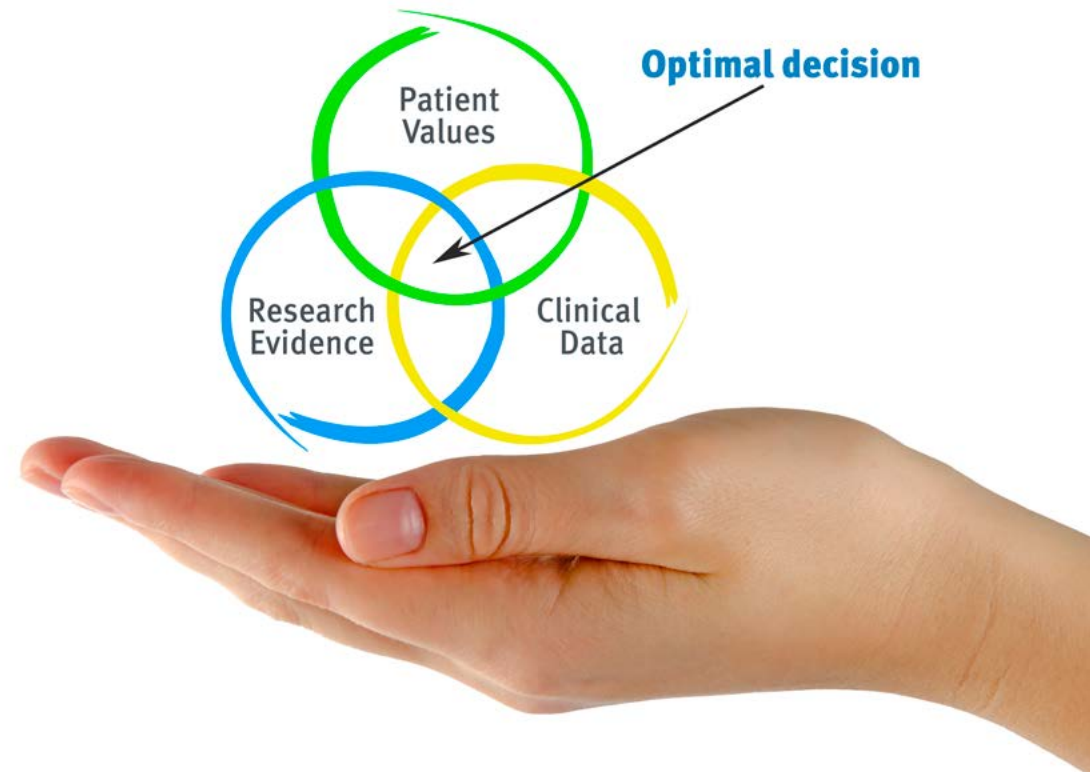 Optimal decision
Patient
Values
Research
Evidence
Clinical
Data